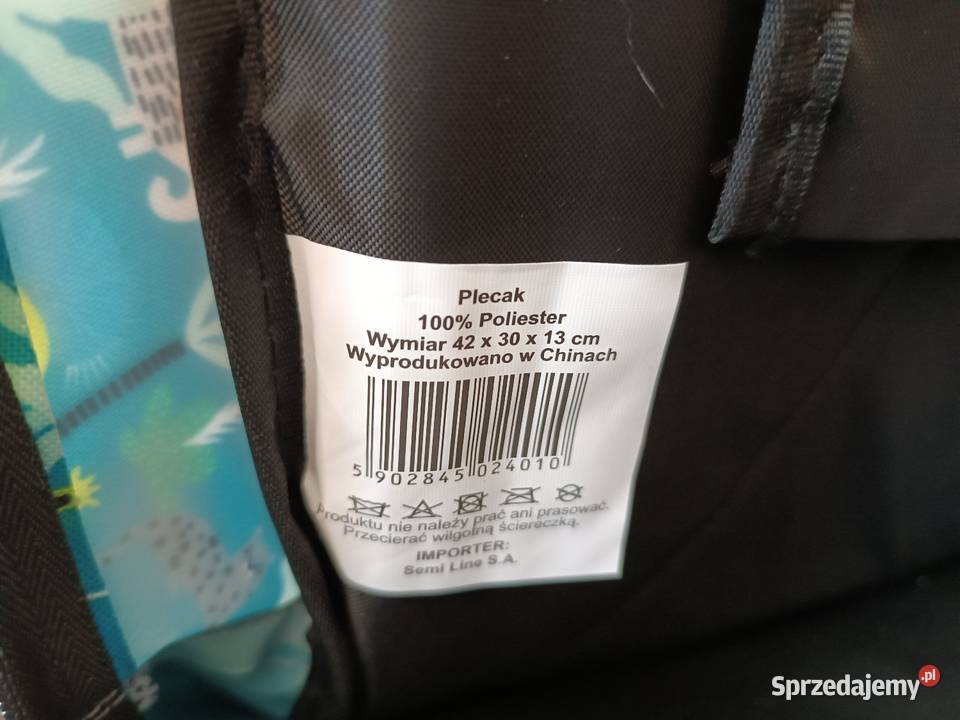 Plecak
100% Poliester
Wymiar 42 x 30 x 13 cm
Wyprodukowano w Chinach
5 902845 024010
Produktu nie należy prać ani prasować.
Przecierać wilgotną ściereczką.
IMPORTER:
Semi Line S.A.
Sprzedajemy.pl